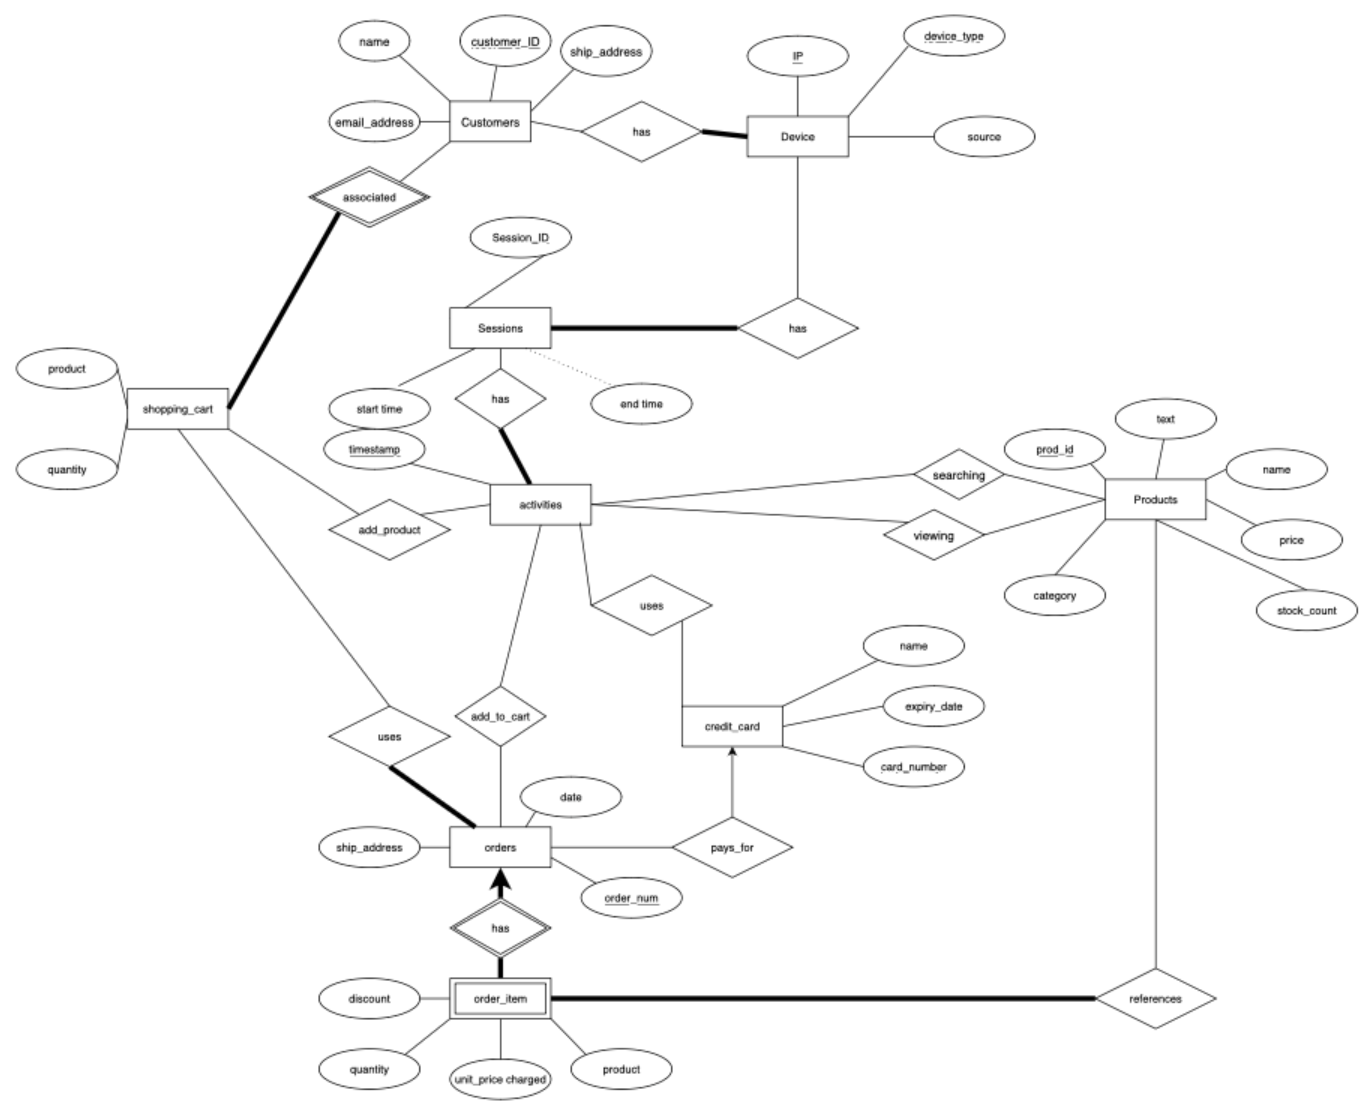 name
customer_ID
ship_address
IP
device_type
email_address
Customers
has
Device
source
associated
Session_ID
Sessions
has
product
shopping_cart
quantity
start time
has
end time
timestamp
activities
add_product
searching
viewing
prod_id
text
name
Products
price
category
stock_count
uses
name
expiry_date
credit_card
card_number
add_to_cart
uses
date
ship_address
orders
pays_for
order_num
has
discount
order_item
references
quantity
unit_price charged
product